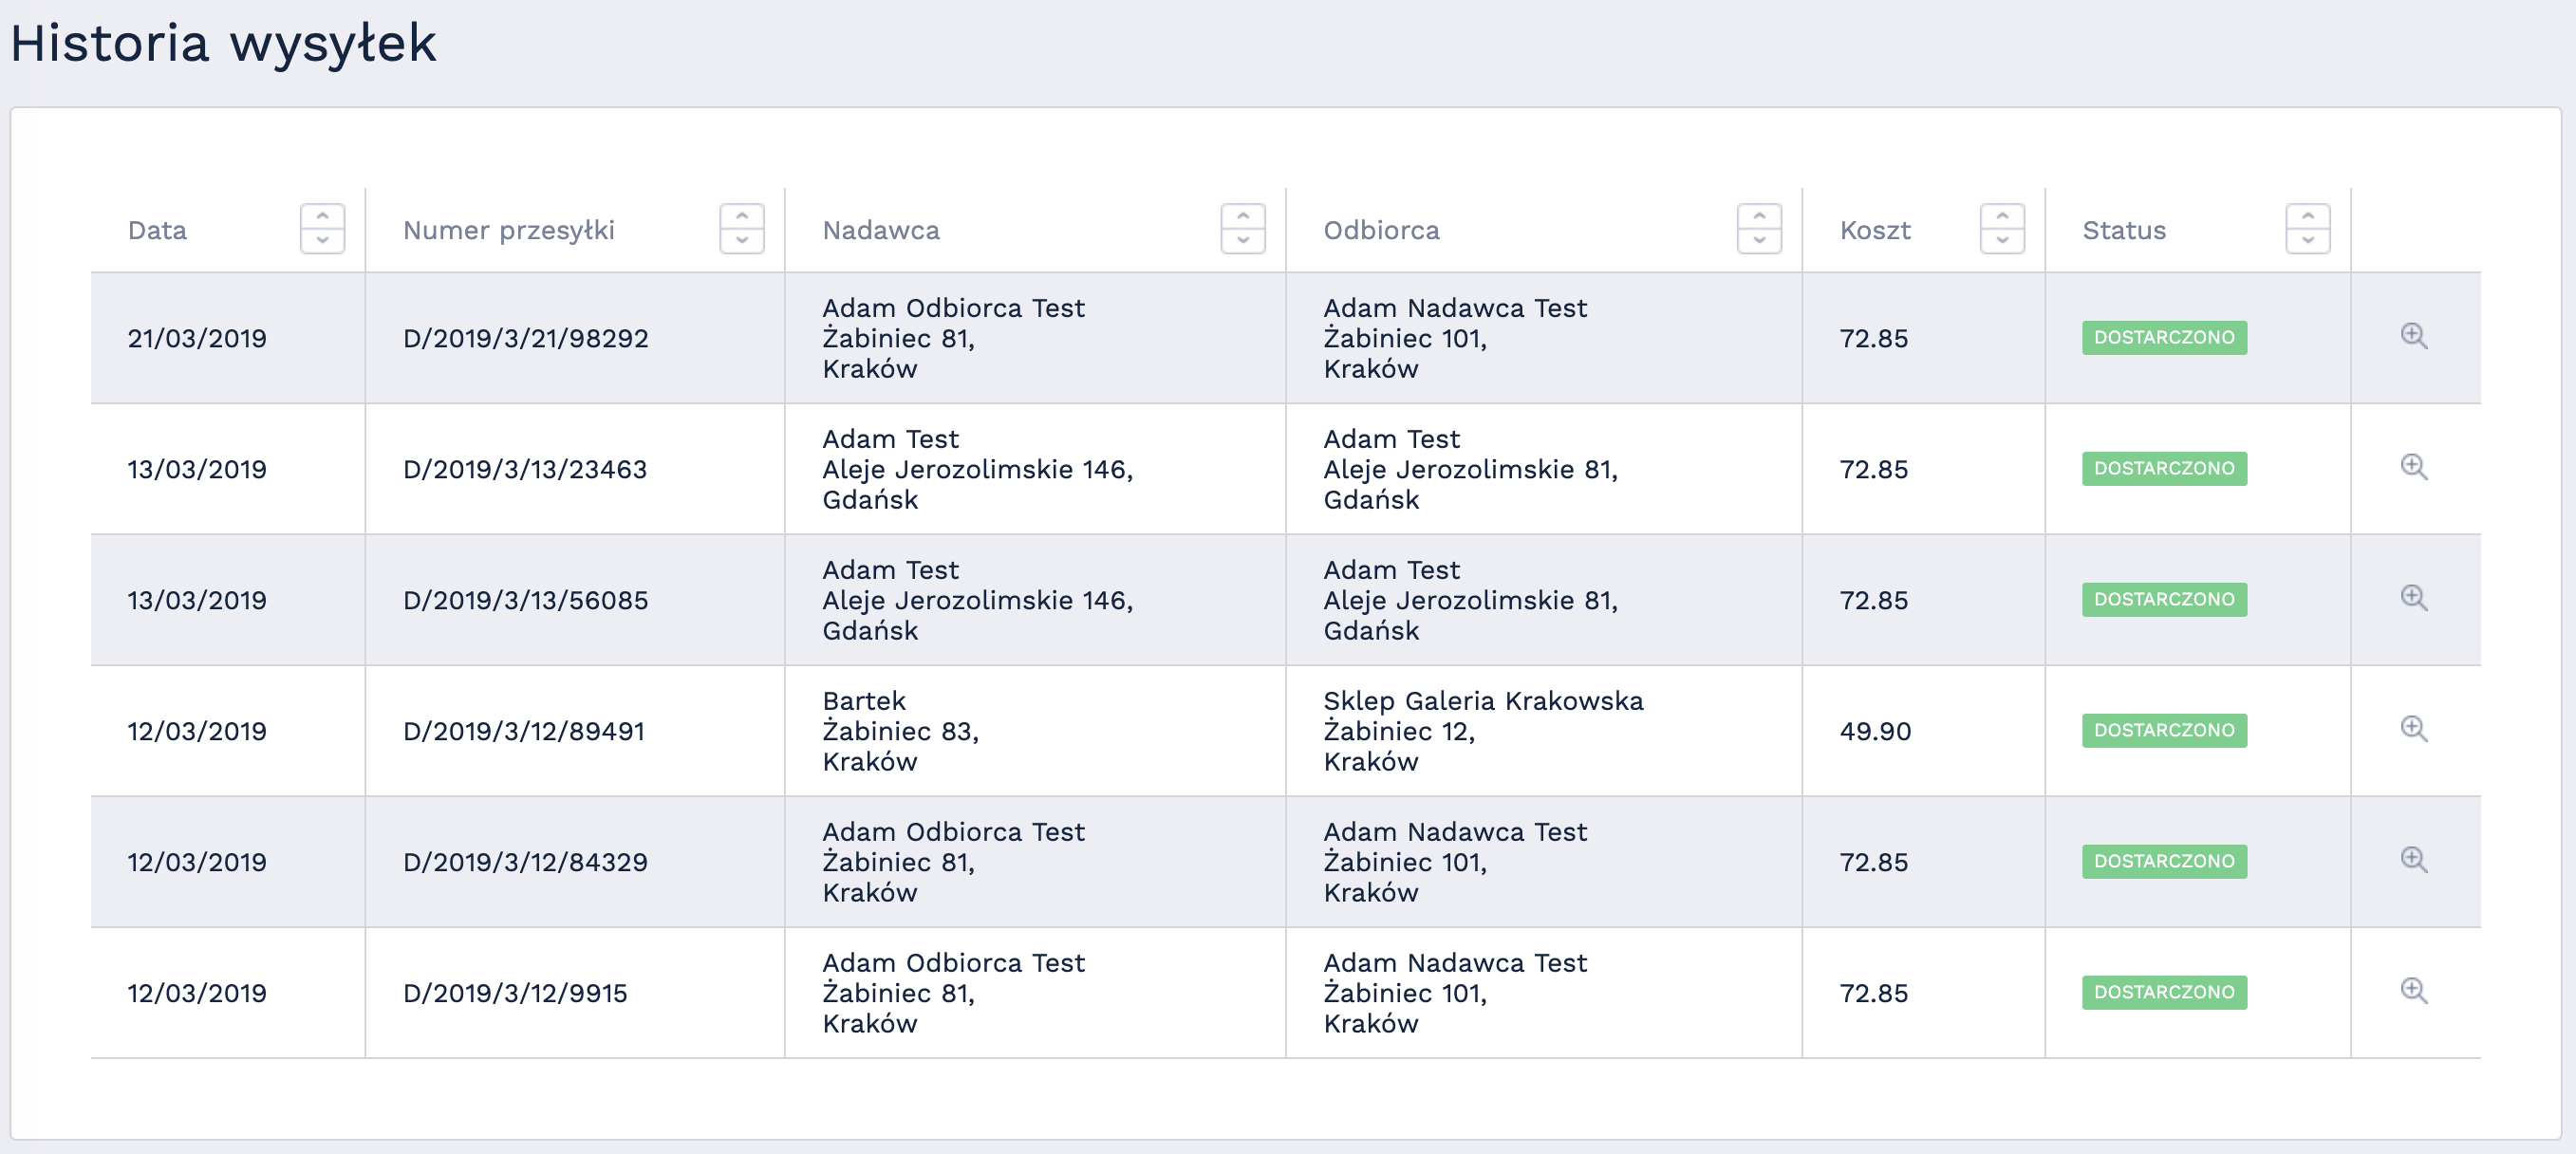 Historia wysyłek
Data Numer przesyłki Nadawca Odbiorca Koszt Status
Adam Odbiorca Test Adam Nadawca Test
21/03/2019 D/2019/3/21/98292 Żabiniec 81, Żabiniec 101, 72.85 DOSTARCZONO
Kraków Kraków
Adam Test Adam Test
13/03/2019 D/2019/3/13/23463 Aleje Jerozolimskie 146, Aleje Jerozolimskie 81, 72.85 DOSTARCZONO
Gdańsk Gdańsk
Adam Test Adam Test
13/03/2019 D/2019/3/13/56085 Aleje Jerozolimskie 146, Aleje Jerozolimskie 81, 72.85 DOSTARCZONO
Gdańsk Gdańsk
Bartek Sklep Galeria Krakowska
12/03/2019 D/2019/3/12/89491 Żabiniec 83, Żabiniec 12, 49.90 DOSTARCZONO
Kraków Kraków
Adam Odbiorca Test Adam Nadawca Test
12/03/2019 D/2019/3/12/84329 Żabiniec 81, Żabiniec 101, 72.85 DOSTARCZONO
Kraków Kraków
Adam Odbiorca Test Adam Nadawca Test
12/03/2019 D/2019/3/12/9915 Żabiniec 81, Żabiniec 101, 72.85 DOSTARCZONO
Kraków Kraków